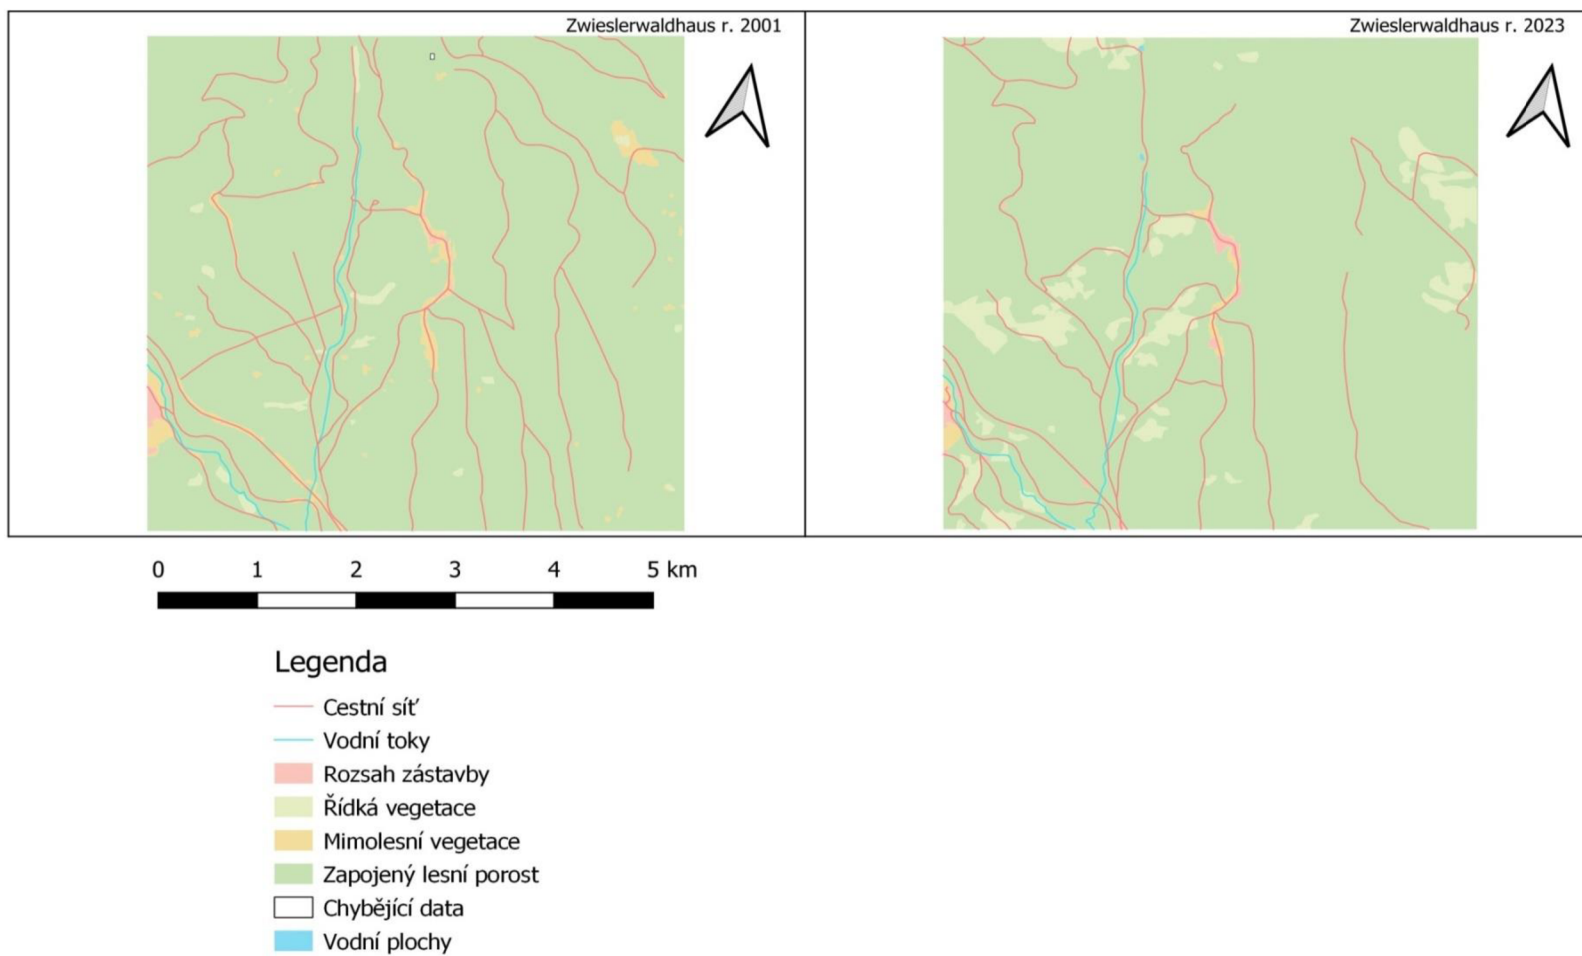 Zwieslerwaldhaus r. 2001
Zwieslerwaldhaus r. 2023
0 1 2 3 4 5 km
Legenda
Cestní síť
Vodní toky
Rozsah zástavby
Řídká vegetace
Mimolesní vegetace
Zapojený lesní porost
Chybějící data
Vodní plochy